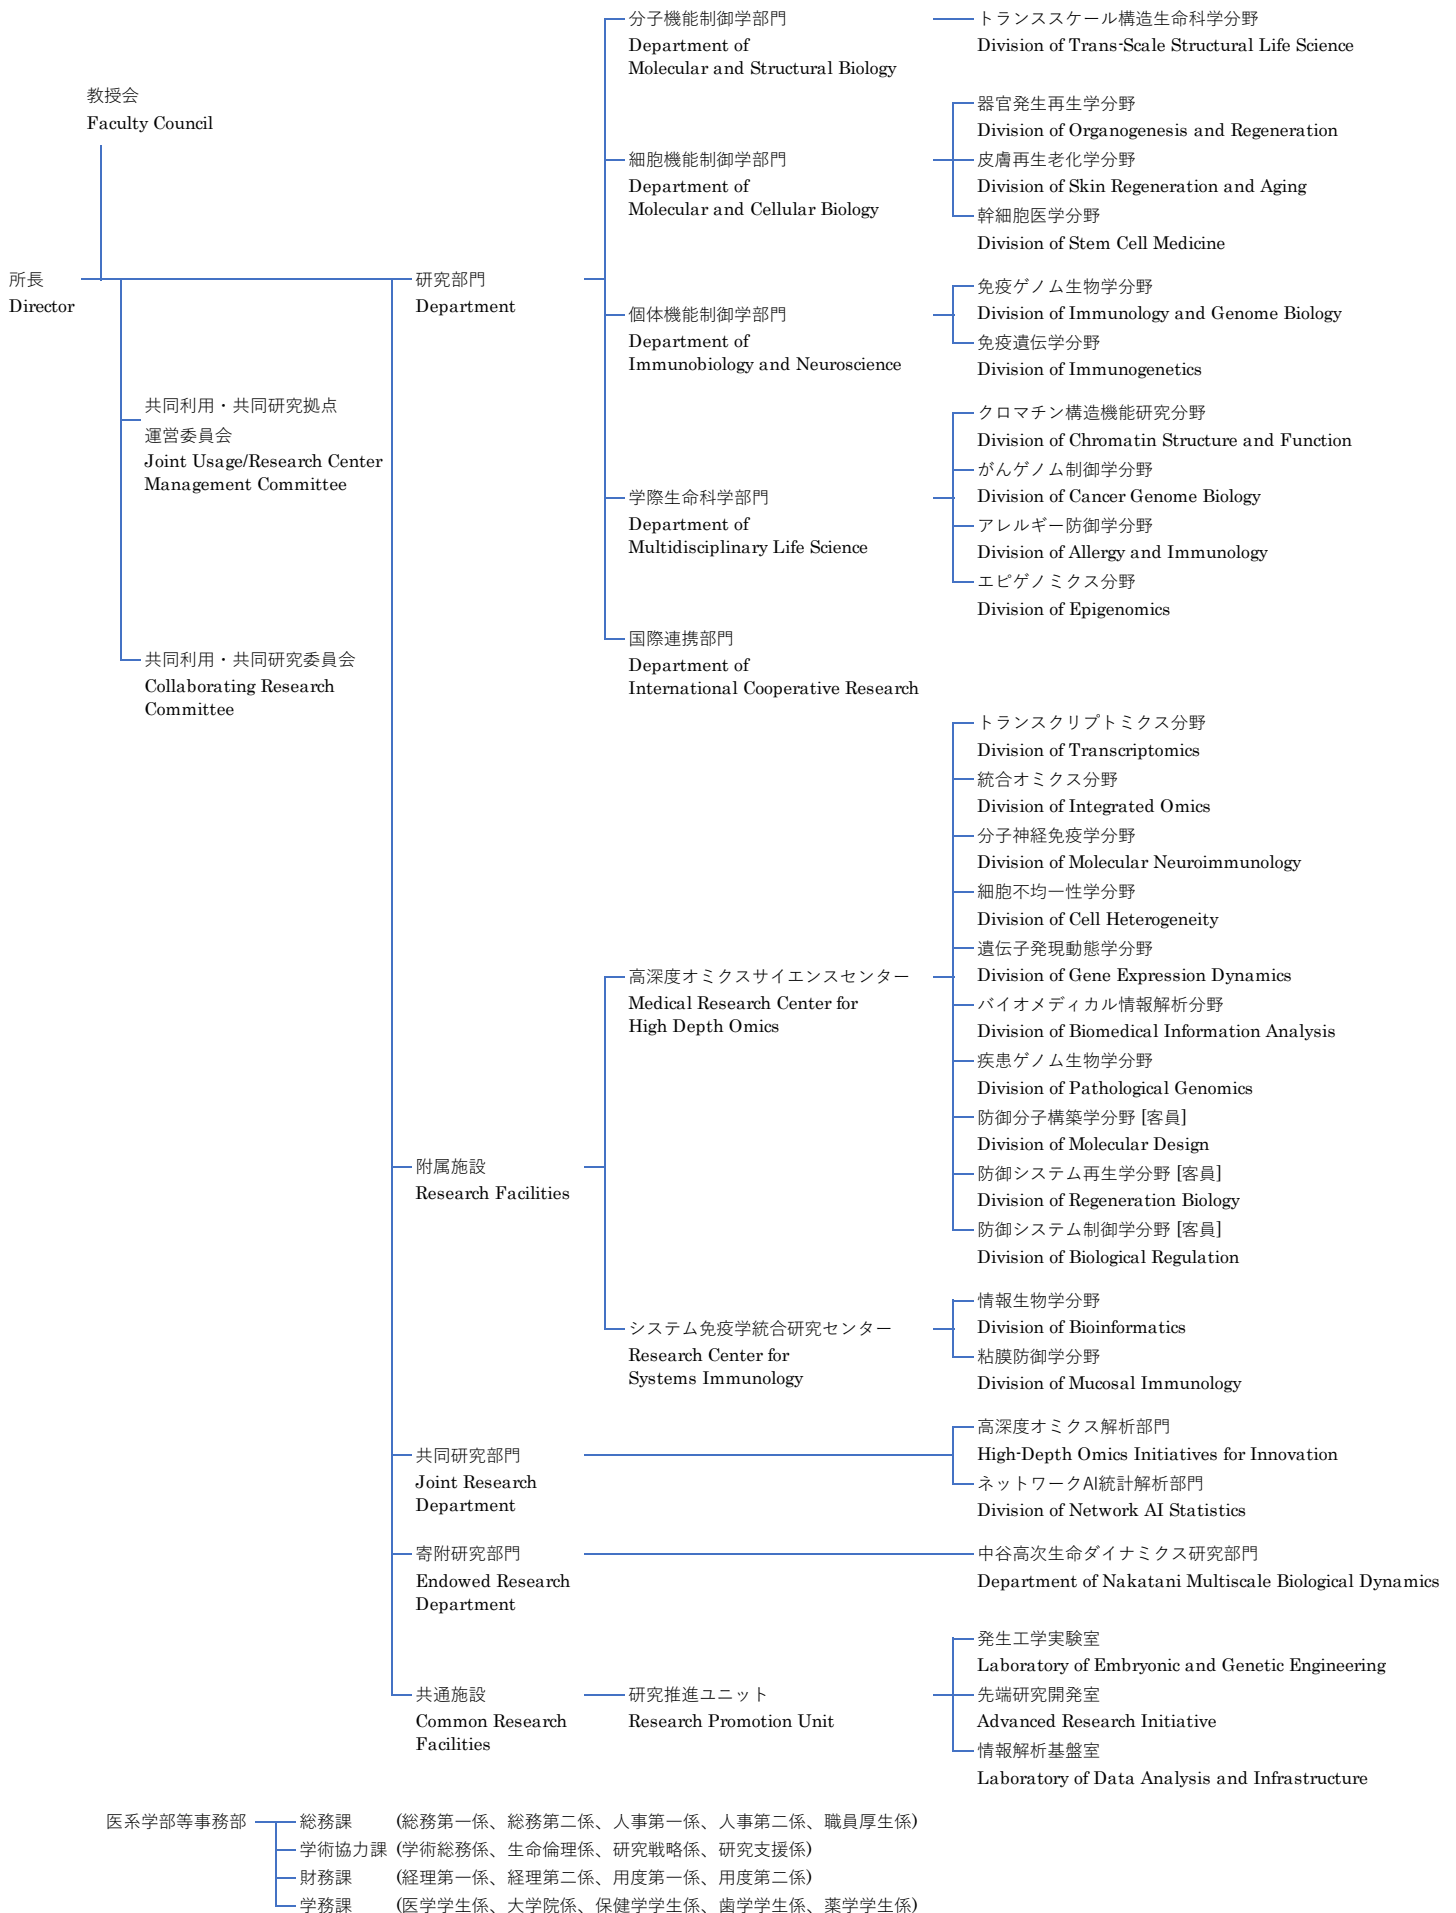 教授会
Faculty Council
所長
Director
共同利用・共同研究拠点
運営委員会
Joint Usage/Research Center
Management Committee
共同利用・共同研究委員会
Collaborating Research
Committee
研究部門
Department
分子機能制御学部門
Department of
Molecular and Structural Biology
トランススケール構造生命科学分野
Division of Trans-Scale Structural Life Science
細胞機能制御学部門
Department of
Molecular and Cellular Biology
器官発生再生学分野
Division of Organogenesis and Regeneration
皮膚再生老化学分野
Division of Skin Regeneration and Aging
幹細胞医学分野
Division of Stem Cell Medicine
個体機能制御学部門
Department of
Immunobiology and Neuroscience
免疫ゲノム生物学分野
Division of Immunology and Genome Biology
免疫遺伝学分野
Division of Immunogenetics
学際生命科学部門
Department of
Multidisciplinary Life Science
クロマチン構造機能研究分野
Division of Chromatin Structure and Function
がんゲノム制御学分野
Division of Cancer Genome Biology
アレルギー防御学分野
Division of Allergy and Immunology
エピゲノミクス分野
Division of Epigenomics
国際連携部門
Department of
International Cooperative Research
附属施設
Research Facilities
高深度オミクスサイエンスセンター
Medical Research Center for
High Depth Omics
トランスクリプトミクス分野
Division of Transcriptomics
統合オミクス分野
Division of Integrated Omics
分子神経免疫学分野
Division of Molecular Neuroimmunology
細胞不均一性学分野
Division of Cell Heterogeneity
遺伝子発現動態学分野
Division of Gene Expression Dynamics
バイオメディカル情報解析分野
Division of Biomedical Information Analysis
疾患ゲノム生物学分野
Division of Pathological Genomics
防御分子構築学分野 [客員]
Division of Molecular Design
防御システム再生学分野 [客員]
Division of Regeneration Biology
防御システム制御学分野 [客員]
Division of Biological Regulation
システム免疫学統合研究センター
Research Center for
Systems Immunology
情報生物学分野
Division of Bioinformatics
粘膜防御学分野
Division of Mucosal Immunology
共同研究部門
Joint Research
Department
高深度オミクス解析部門
High-Depth Omics Initiatives for Innovation
ネットワークAI統計解析部門
Division of Network AI Statistics
寄附研究部門
Endowed Research
Department
中谷高次生命ダイナミクス研究部門
Department of Nakatani Multiscale Biological Dynamics
共通施設
Common Research
Facilities
研究推進ユニット
Research Promotion Unit
発生工学実験室
Laboratory of Embryonic and Genetic Engineering
先端研究開発室
Advanced Research Initiative
情報解析基盤室
Laboratory of Data Analysis and Infrastructure
医系学部等事務部
総務課 (総務第一係、総務第二係、人事第一係、人事第二係、職員厚生係)
学術協力課 (学術総務係、生命倫理係、研究戦略係、研究支援係)
財務課 (経理第一係、経理第二係、用度第一係、用度第二係)
学務課 (医学学生係、大学院係、保健学学生係、歯学学生係、薬学学生係)